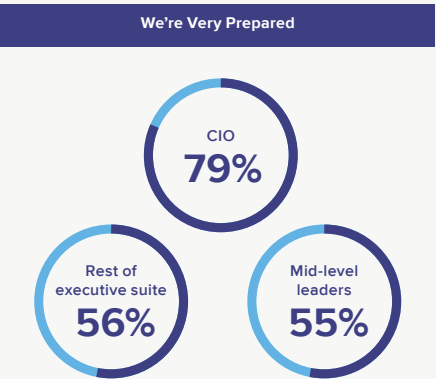 We’re Very Prepared
CIO
79%
Rest of
executive suite
56%
Mid-level
leaders
55%